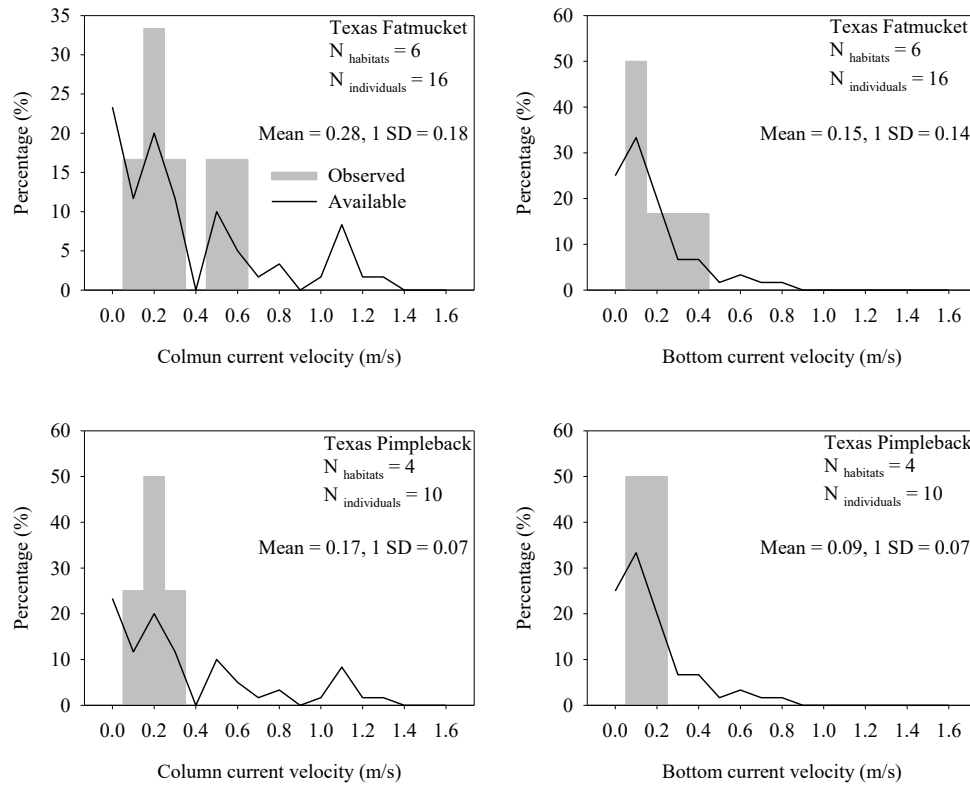 35
30
25
20
15
10
5
0
Percentage (%)
Texas Fatmucket
N habitats = 6
N individuals = 16
Mean = 0.28, 1 SD = 0.18
Observed
Available
0.0 0.2 0.4 0.6 0.8 1.0 1.2 1.4 1.6
Colmun current velocity (m/s)
60
50
40
30
20
10
0
Percentage (%)
Texas Fatmucket
N habitats = 6
N individuals = 16
Mean = 0.15, 1 SD = 0.14
0.0 0.2 0.4 0.6 0.8 1.0 1.2 1.4 1.6
Bottom current velocity (m/s)
60
50
40
30
20
10
0
Percentage (%)
Texas Pimpleback
N habitats = 4
N individuals = 10
Mean = 0.17, 1 SD = 0.07
0.0 0.2 0.4 0.6 0.8 1.0 1.2 1.4 1.6
Column current velocity (m/s)
60
50
40
30
20
10
0
Percentage (%)
Texas Pimpleback
N habitats = 4
N individuals = 10
Mean = 0.09, 1 SD = 0.07
0.0 0.2 0.4 0.6 0.8 1.0 1.2 1.4 1.6
Bottom current velocity (m/s)